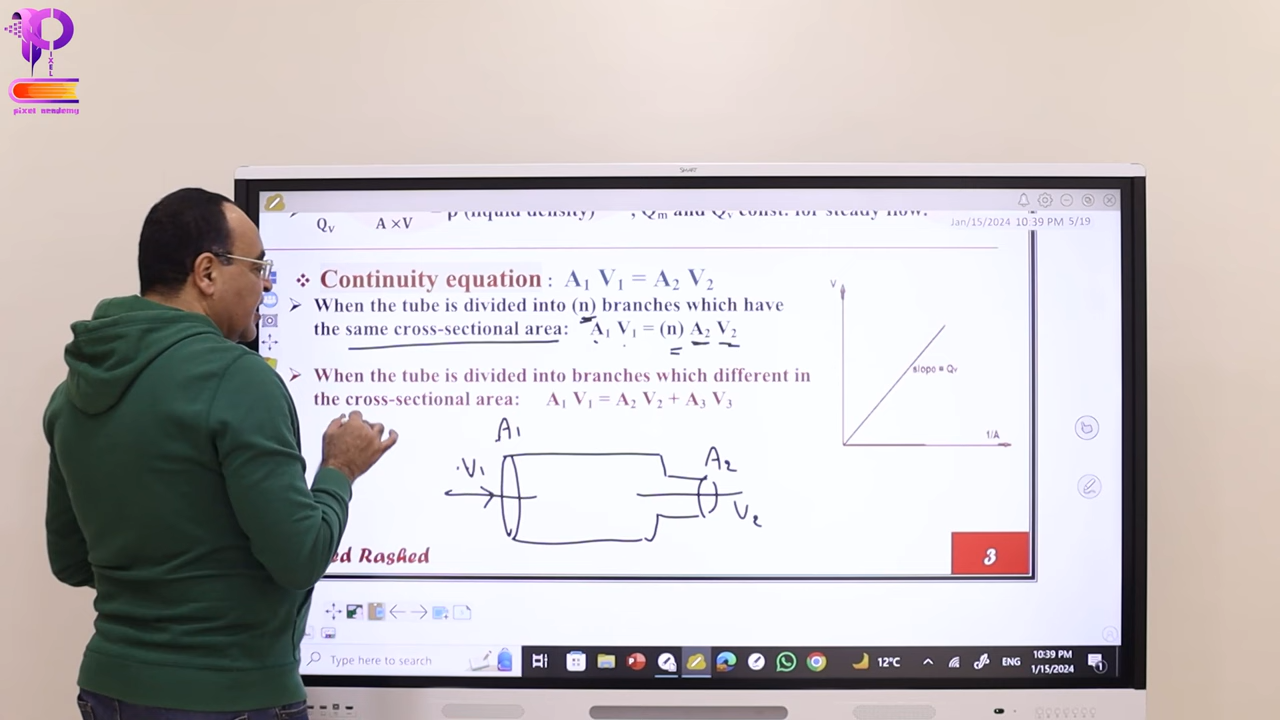 PIXEL
pixel academy
SMART
Jan/15/2024 10:39 PM 5/19
Qv A ×V = ρ (liquid density) , Qm and Qv const. for steady flow.
❖ Continuity equation : A₁ V₁ = A₂ V₂
➢ When the tube is divided into (n) branches which have
the same cross-sectional area: A₁ V₁ = (n) A₂ V₂
➢ When the tube is divided into branches which different in
the cross-sectional area: A₁ V₁ = A₂ V₂ + A₃ V₃
V
slope = Qv
1/A
A₁
V₁
A₂
V₂
ed Rashed
3
Type here to search
12°C
ENG
10:39 PM
1/15/2024
1